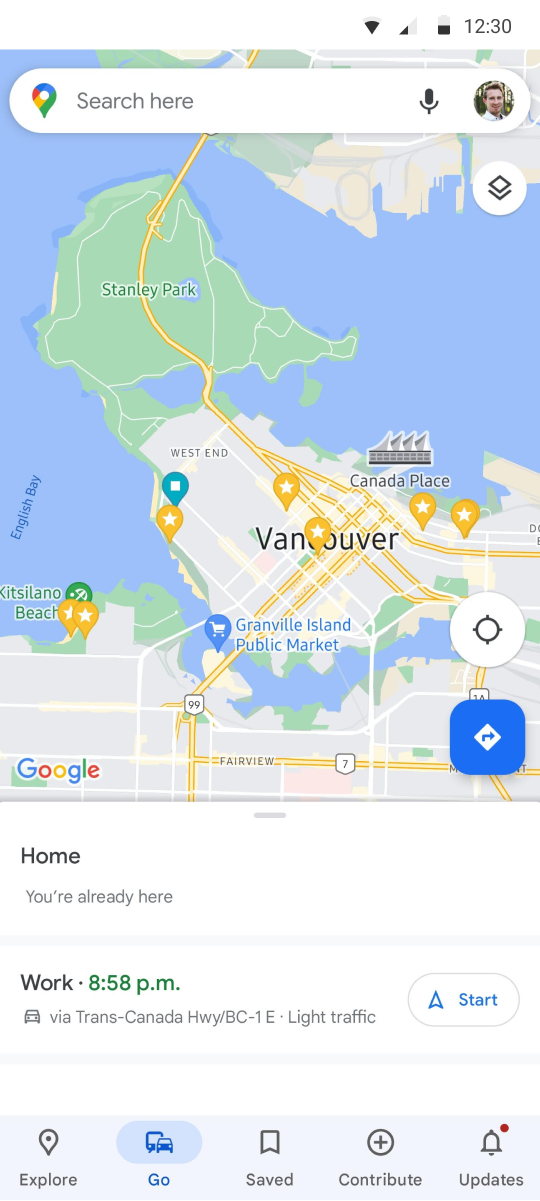 12:30
Search here
Stanley Park
WEST END
Canada Place
English Bay
Vancouver
Kitsilano
Beach
Granville Island
Public Market
99
1A
FAIRVIEW
7
Google
Home
You're already here
Work · 8:58 p.m.
via Trans-Canada Hwy/BC-1 E · Light traffic
Start
Explore
Go
Saved
Contribute
Updates